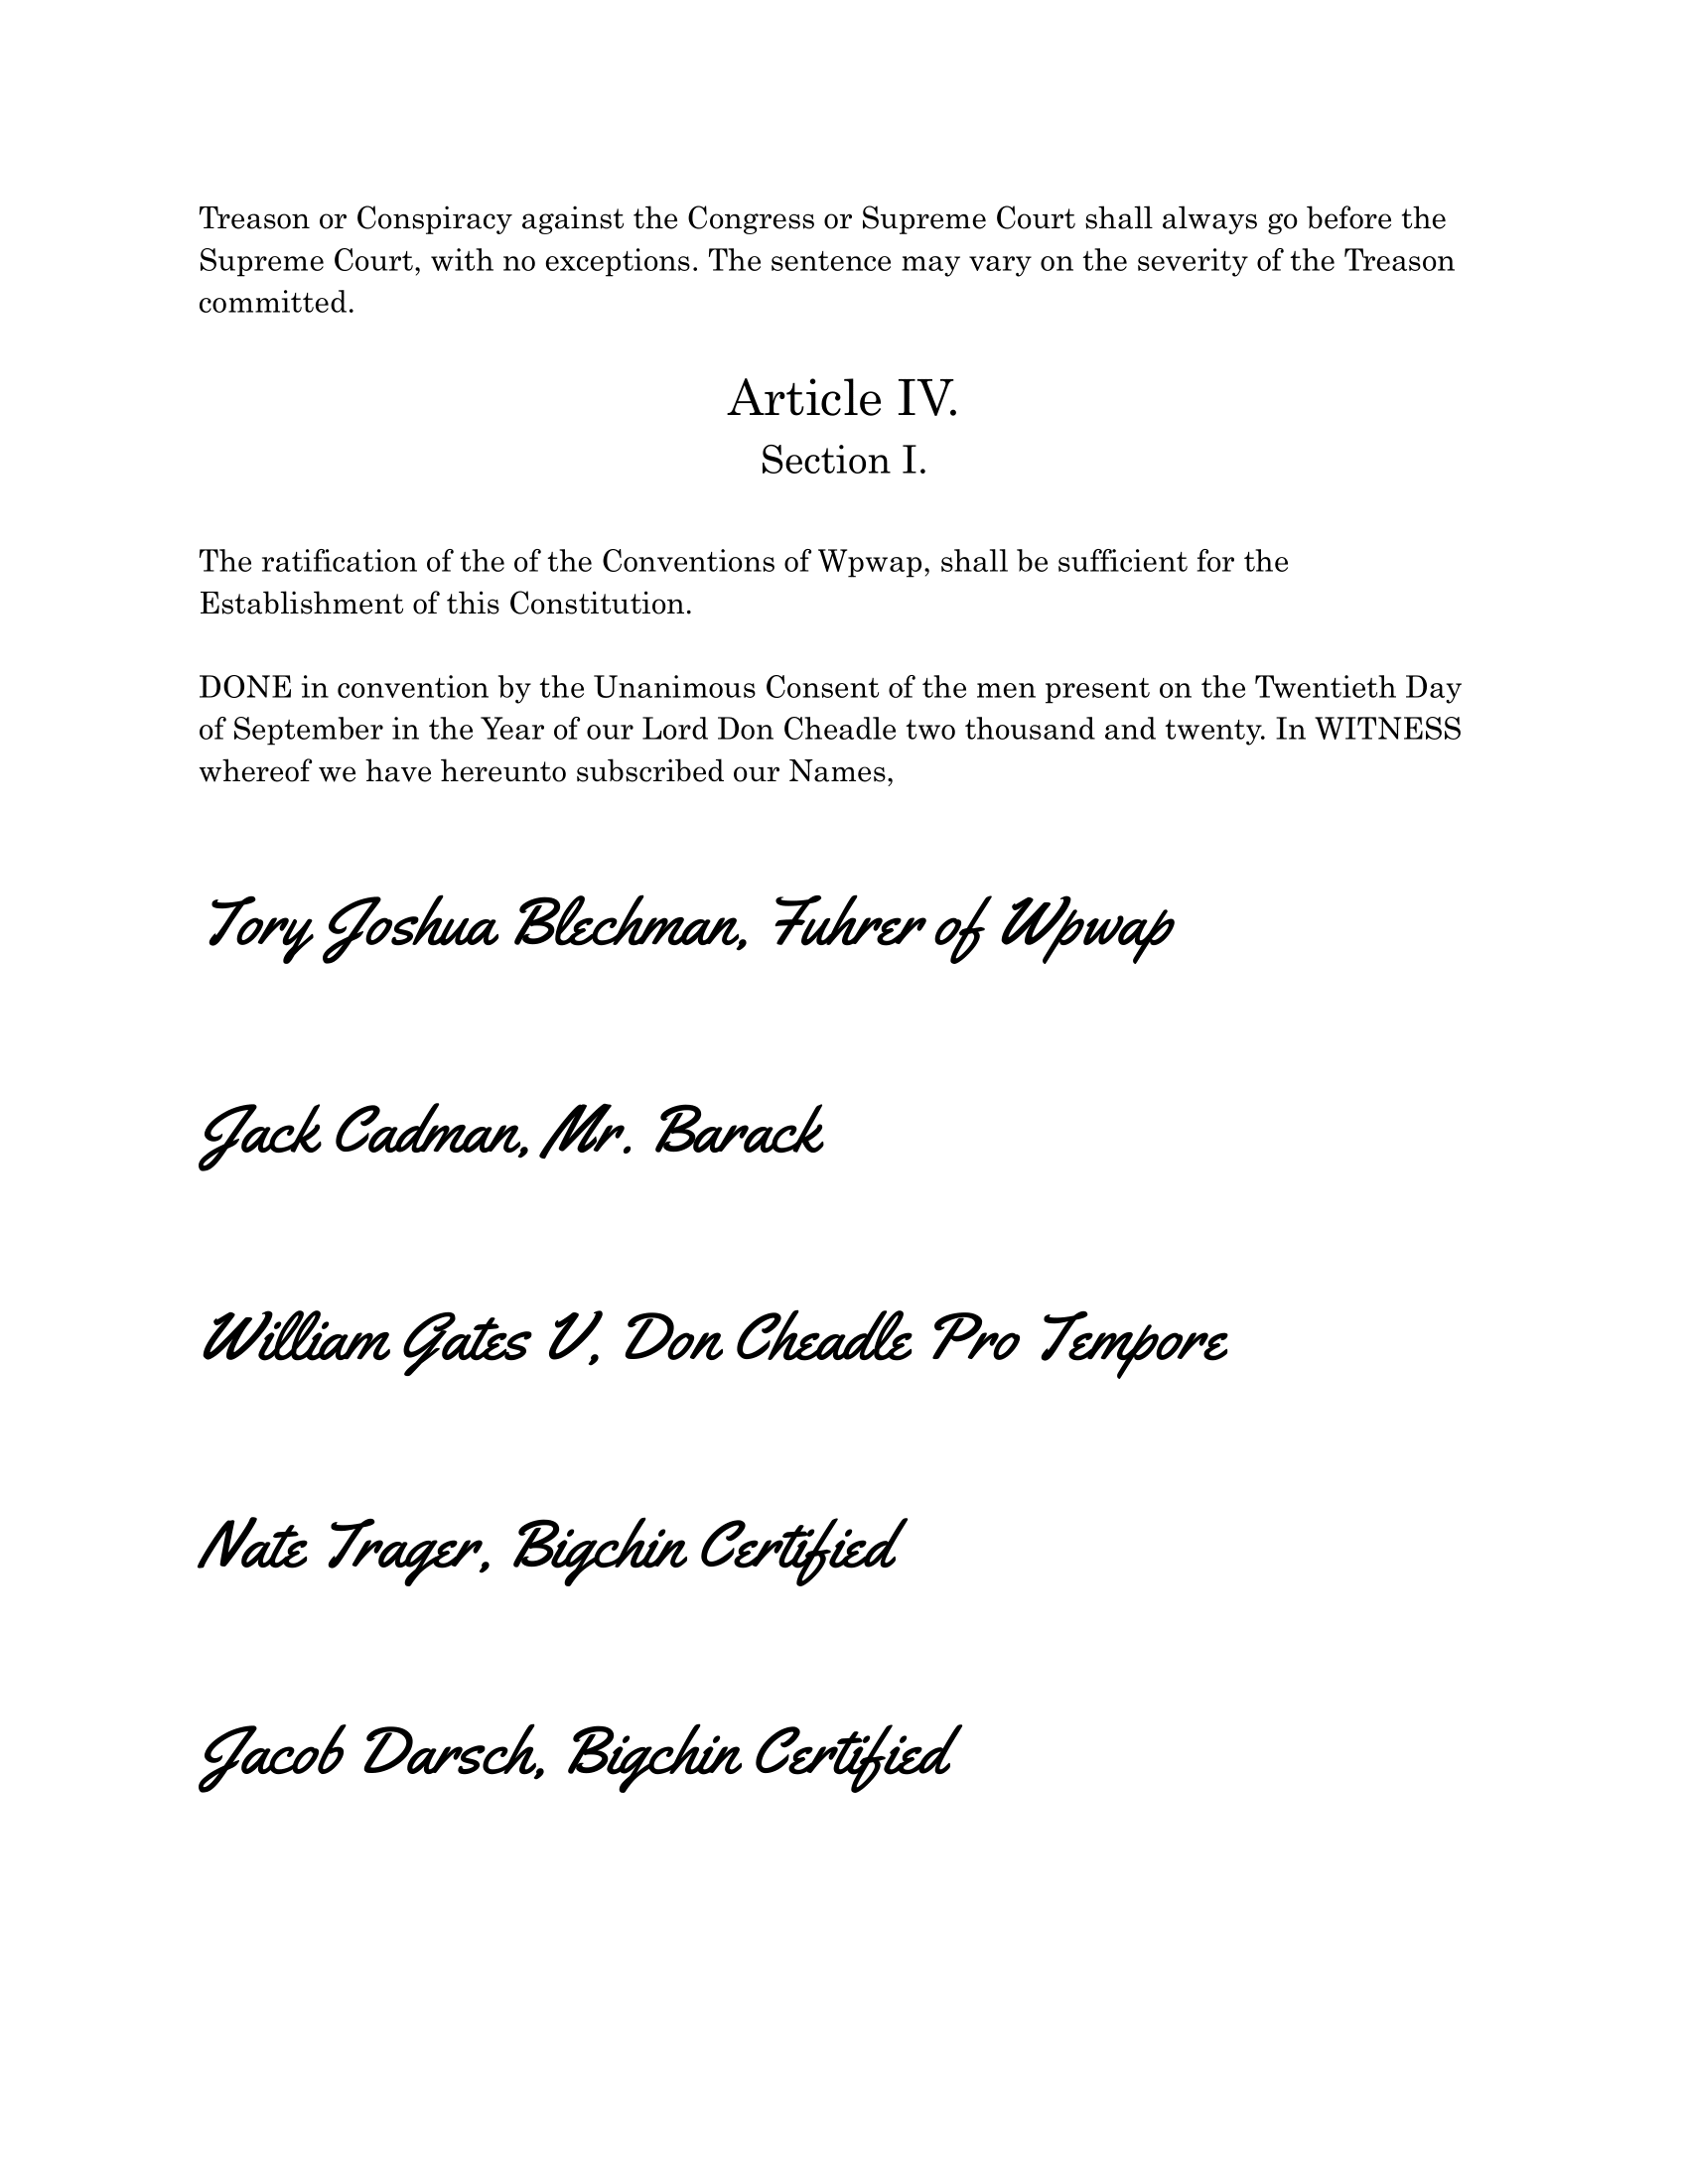 Treason or Conspiracy against the Congress or Supreme Court shall always go before the
Supreme Court, with no exceptions. The sentence may vary on the severity of the Treason
committed.
Article IV.
Section I.
The ratification of the of the Conventions of Wpwap, shall be sufficient for the
Establishment of this Constitution.
DONE in convention by the Unanimous Consent of the men present on the Twentieth Day
of September in the Year of our Lord Don Cheadle two thousand and twenty. In WITNESS
whereof we have hereunto subscribed our Names,
Tory Joshua Blechman, Fuhrer of Wpwap
Jack Cadman, Mr. Barack
William Gates V, Don Cheadle Pro Tempore
Nate Trager, Bigchin Certified
Jacob Darsch, Bigchin Certified